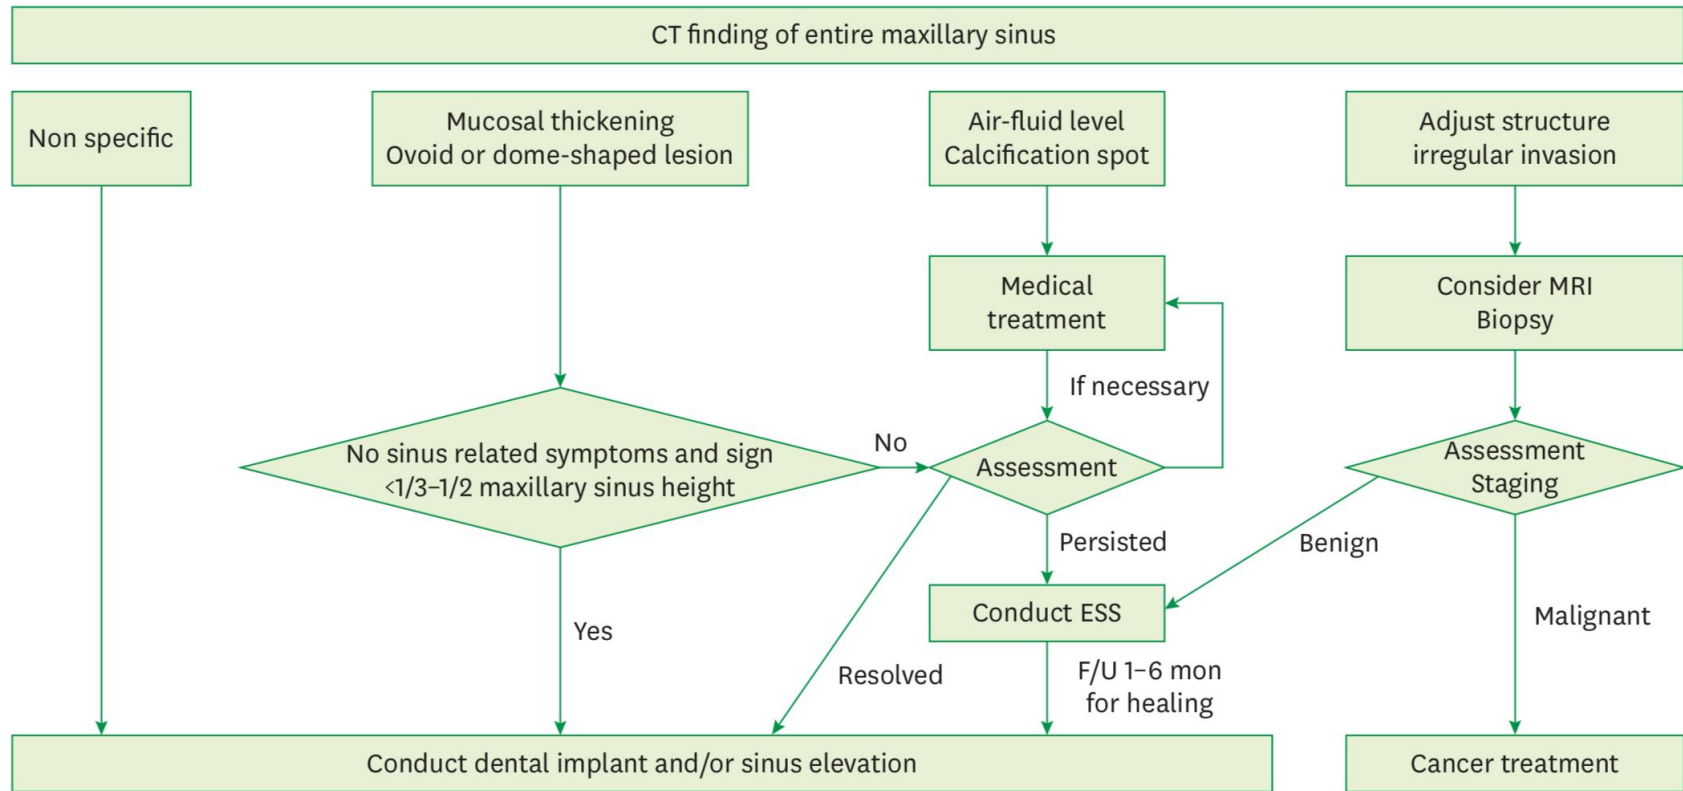 CT finding of entire maxillary sinus
Non specific
Mucosal thickening
Ovoid or dome-shaped lesion
Air-fluid level
Calcification spot
Adjust structure
irregular invasion
Medical
treatment
Consider MRI
Biopsy
If necessary
No sinus related symptoms and sign
<1/3–1/2 maxillary sinus height
No
Assessment
Assessment
Staging
Persisted
Benign
Conduct ESS
Yes
Malignant
Resolved
F/U 1–6 mon
for healing
Conduct dental implant and/or sinus elevation
Cancer treatment